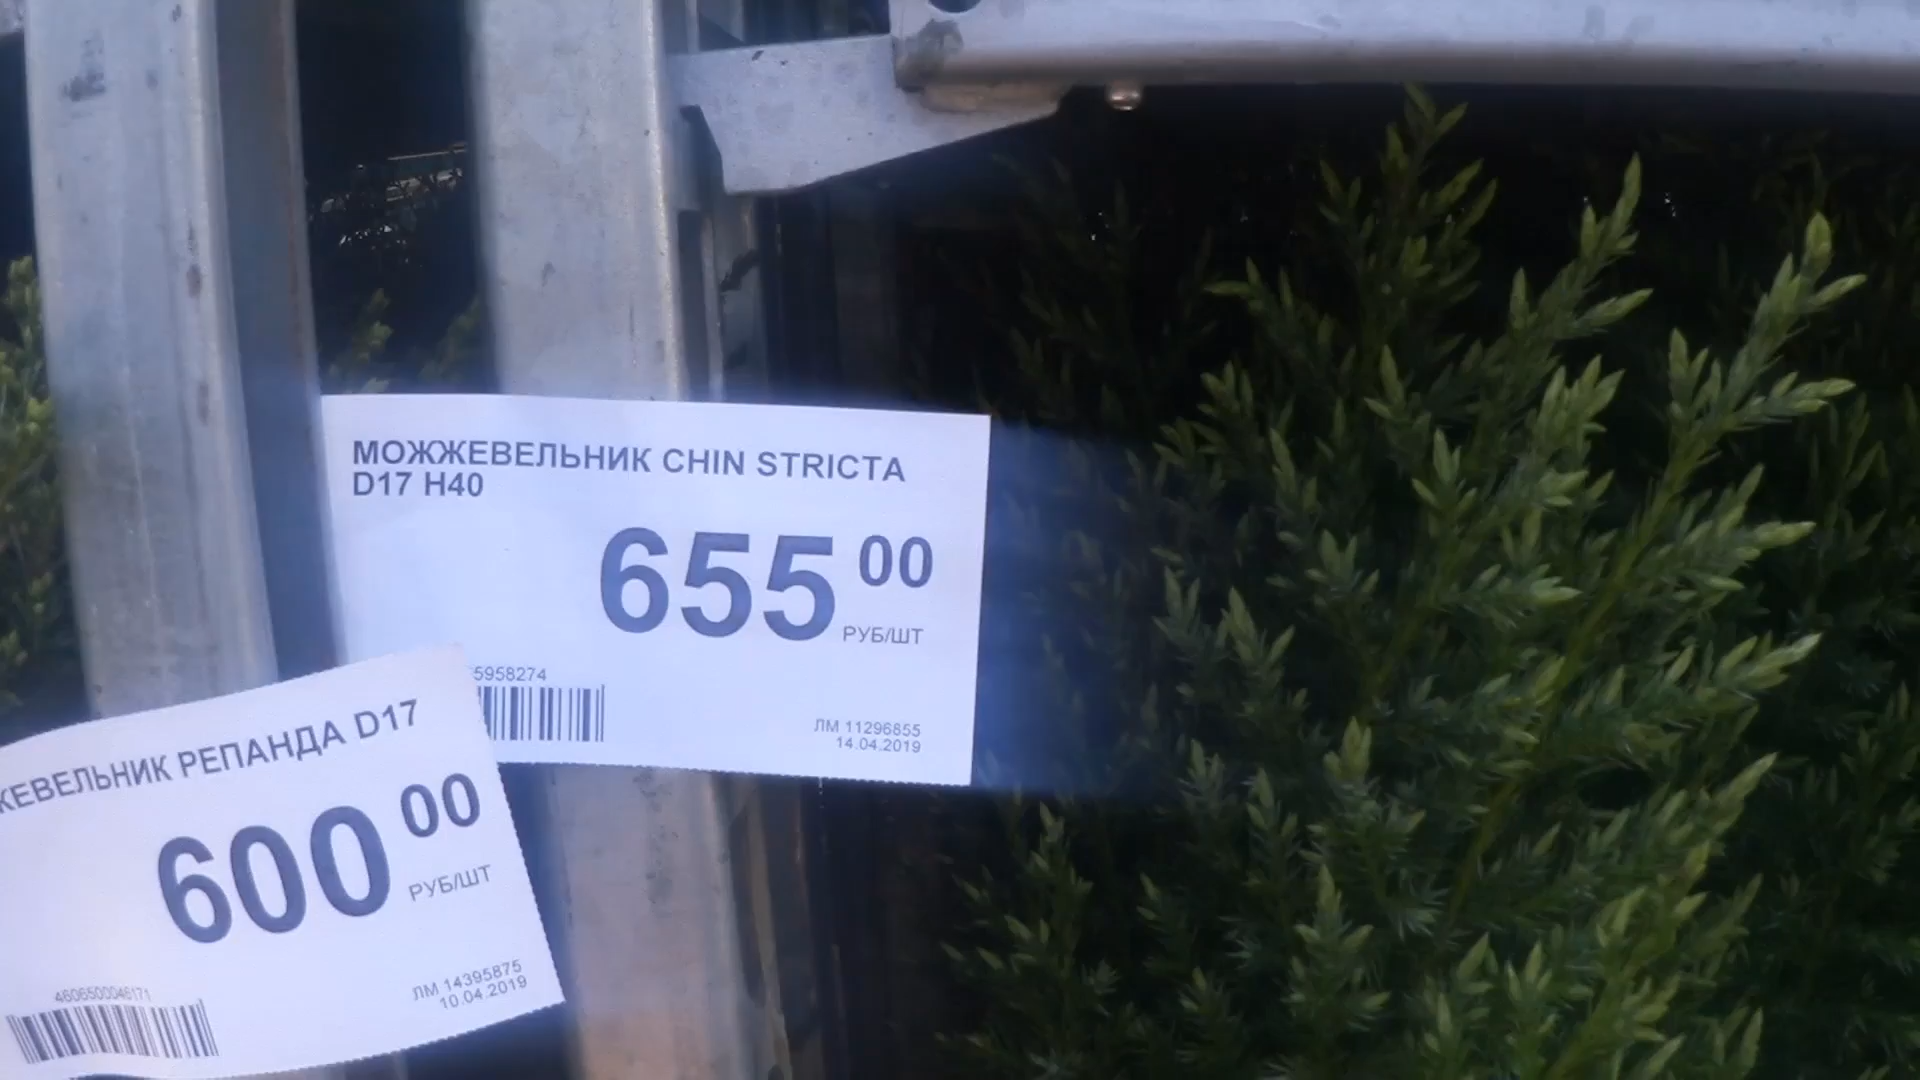 МОЖЖЕВЕЛЬНИК CHIN STRICTA
D17 H40
655 00
РУБ/ШТ
5958274
ЛМ 11296855
14.04.2019
ЖЕВЕЛЬНИК РЕПАНДА D17
600 00
РУБ/ШТ
4606500046171
ЛМ 14395875
10.04.2019